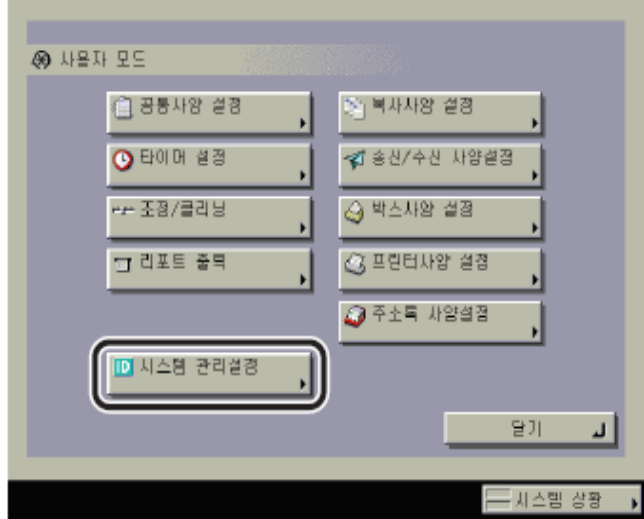 사용자 모드
공통사양 설정
복사사양 설정
타이머 설정
송신/수신 사양설정
조정/클리닝
박스사양 설정
리포트 출력
프린터사양 설정
주소록 사양설정
ID 시스템 관리설정
닫기
시스템 상황